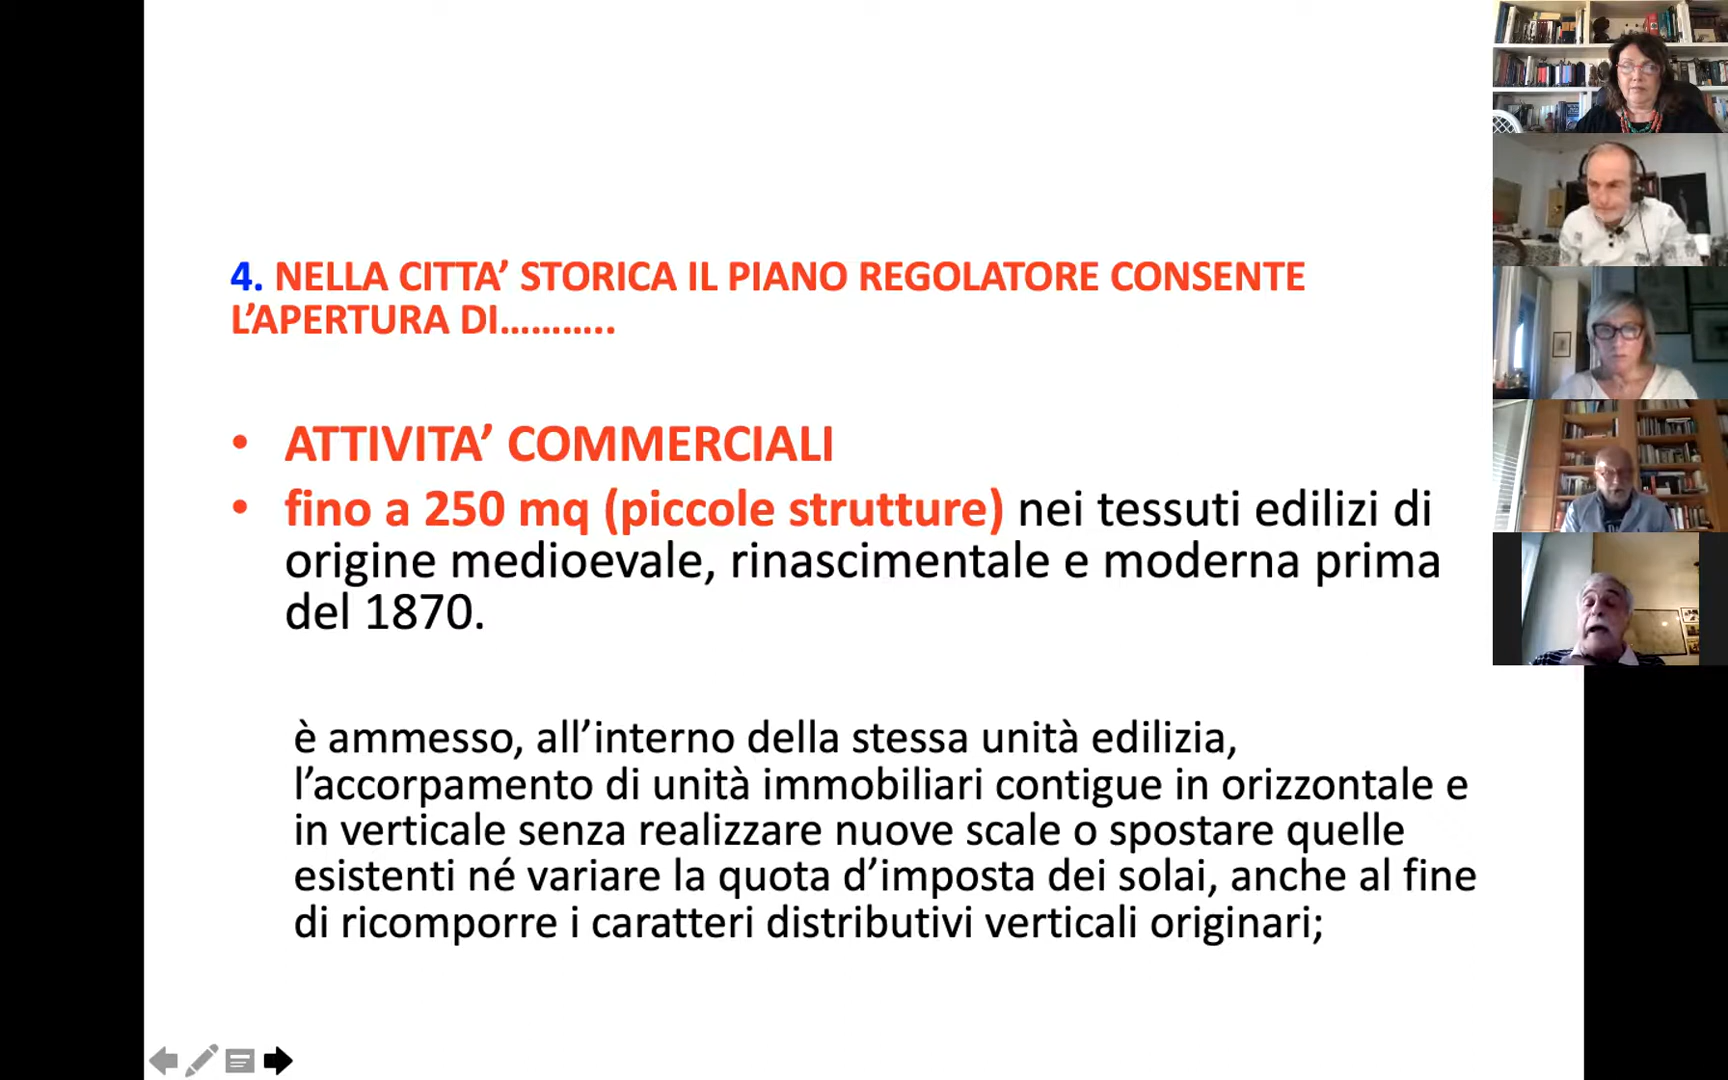 4. NELLA CITTA’ STORICA IL PIANO REGOLATORE CONSENTE
L’APERTURA DI………..
• ATTIVITA’ COMMERCIALI
• fino a 250 mq (piccole strutture) nei tessuti edilizi di
origine medioevale, rinascimentale e moderna prima
del 1870.
è ammesso, all’interno della stessa unità edilizia,
l’accorpamento di unità immobiliari contigue in orizzontale e
in verticale senza realizzare nuove scale o spostare quelle
esistenti né variare la quota d’imposta dei solai, anche al fine
di ricomporre i caratteri distributivi verticali originari;